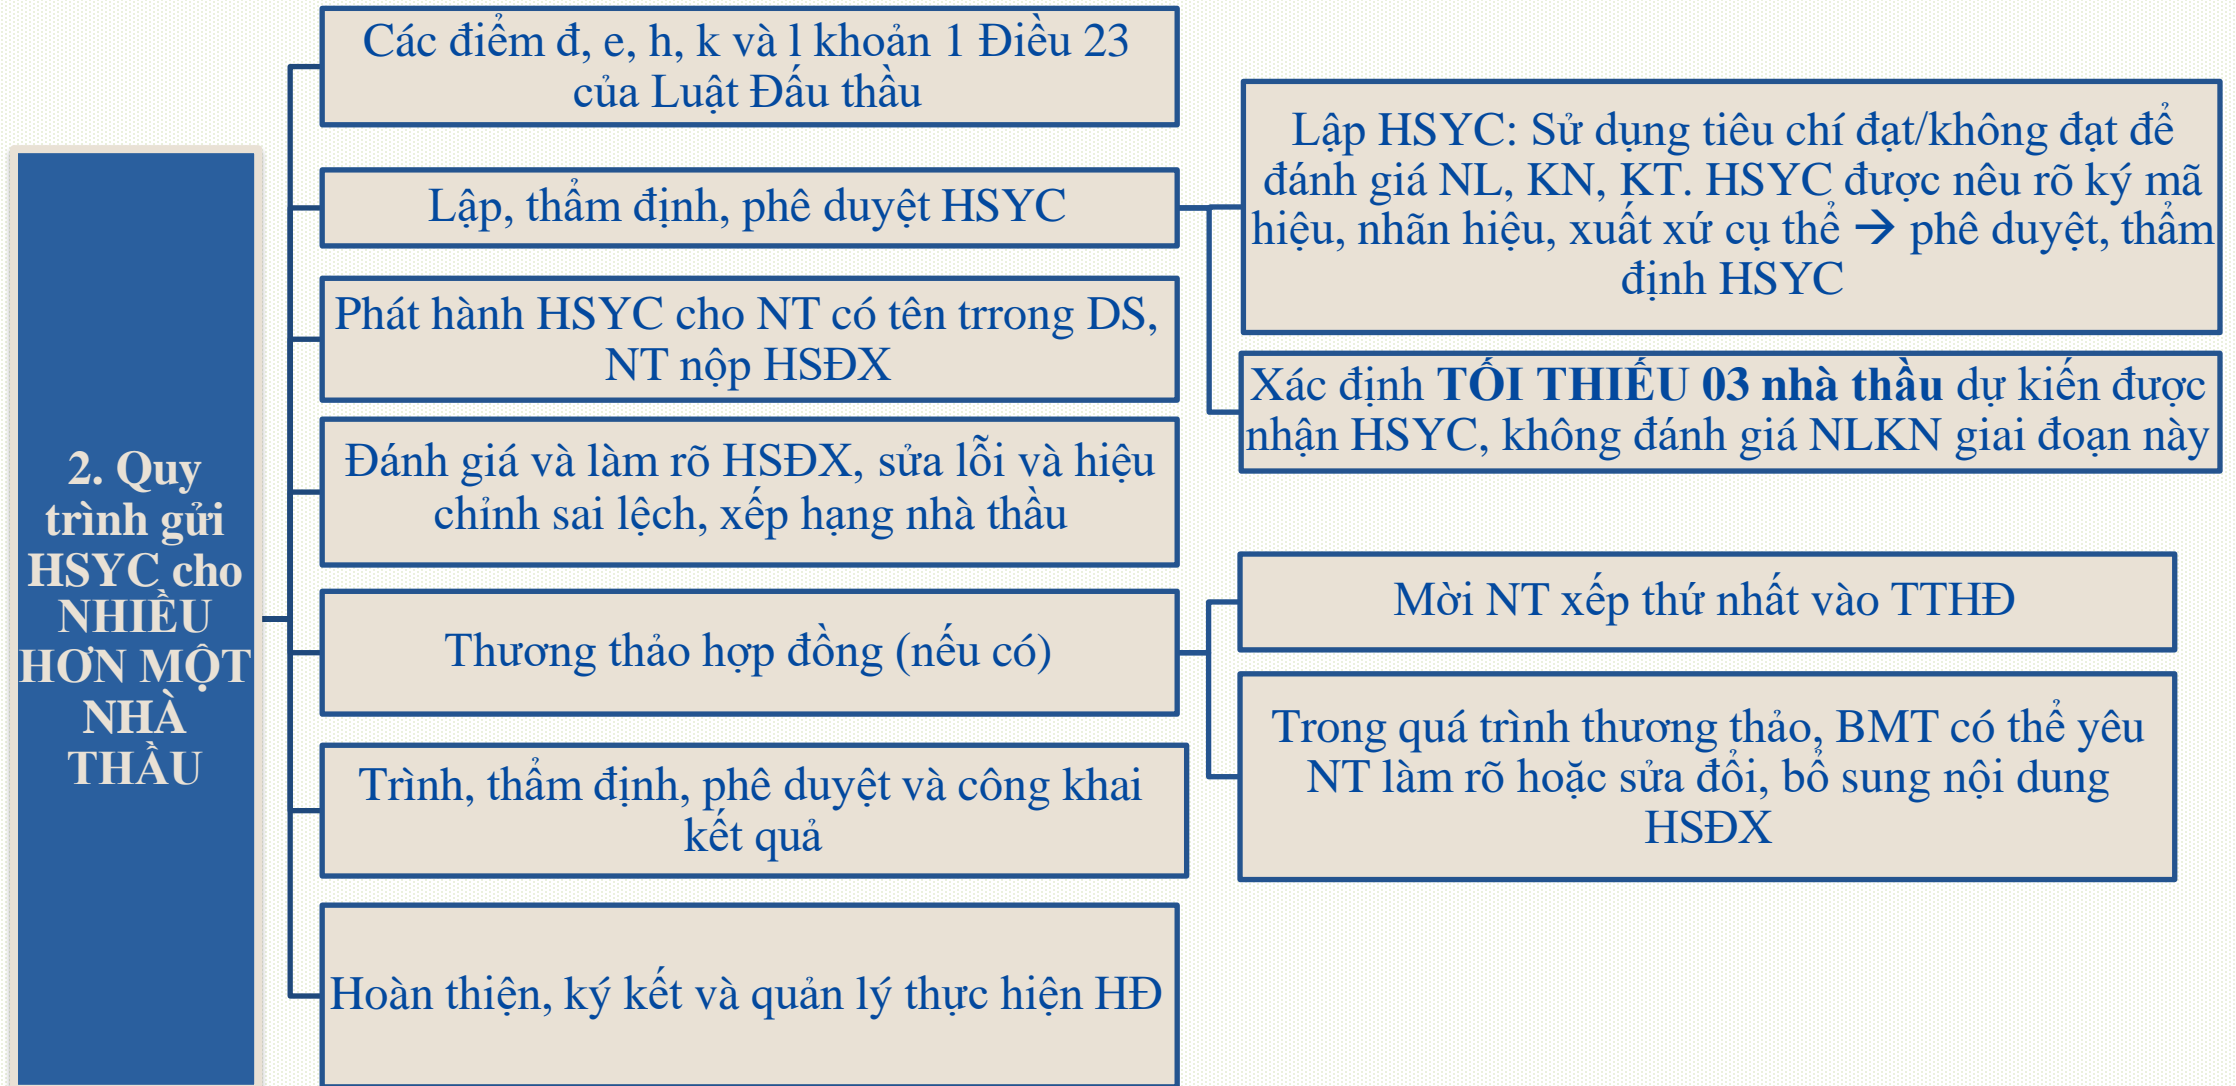 2. Quy
trình gửi
HSYC cho
NHIỀU
HƠN MỘT
NHÀ
THẦU
Các điểm đ, e, h, k và l khoản 1 Điều 23
của Luật Đấu thầu
Lập, thẩm định, phê duyệt HSYC
Lập HSYC: Sử dụng tiêu chí đạt/không đạt để
đánh giá NL, KN, KT. HSYC được nêu rõ ký mã
hiệu, nhãn hiệu, xuất xứ cụ thể → phê duyệt, thẩm
định HSYC
Xác định TỐI THIỂU 03 nhà thầu dự kiến được
nhận HSYC, không đánh giá NLKN giai đoạn này
Phát hành HSYC cho NT có tên trrong DS,
NT nộp HSĐX
Đánh giá và làm rõ HSĐX, sửa lỗi và hiệu
chỉnh sai lệch, xếp hạng nhà thầu
Thương thảo hợp đồng (nếu có)
Mời NT xếp thứ nhất vào TTHĐ
Trong quá trình thương thảo, BMT có thể yêu
NT làm rõ hoặc sửa đổi, bổ sung nội dung
HSĐX
Trình, thẩm định, phê duyệt và công khai
kết quả
Hoàn thiện, ký kết và quản lý thực hiện HĐ